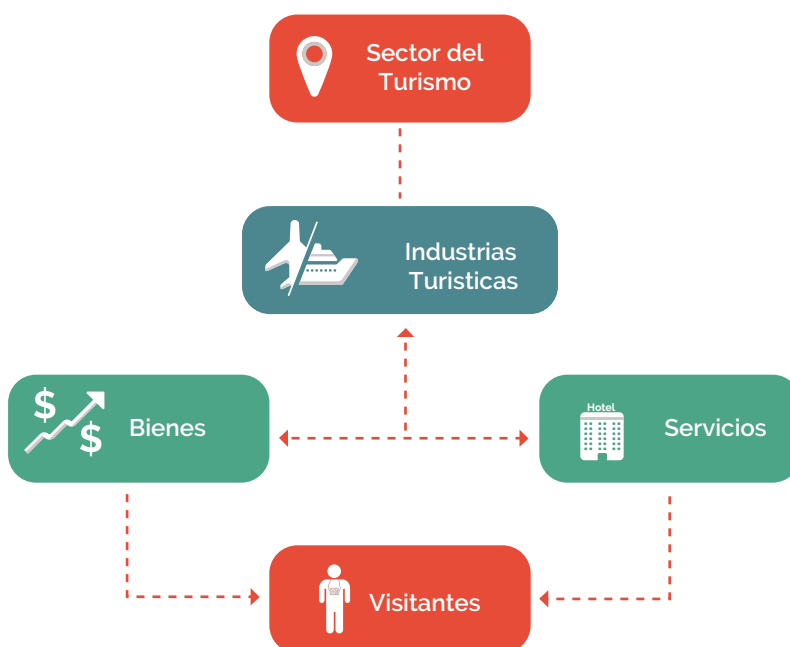 Sector del
Turismo
Industrias
Turisticas
$
$
Bienes
Hotel
Servicios
Visitantes